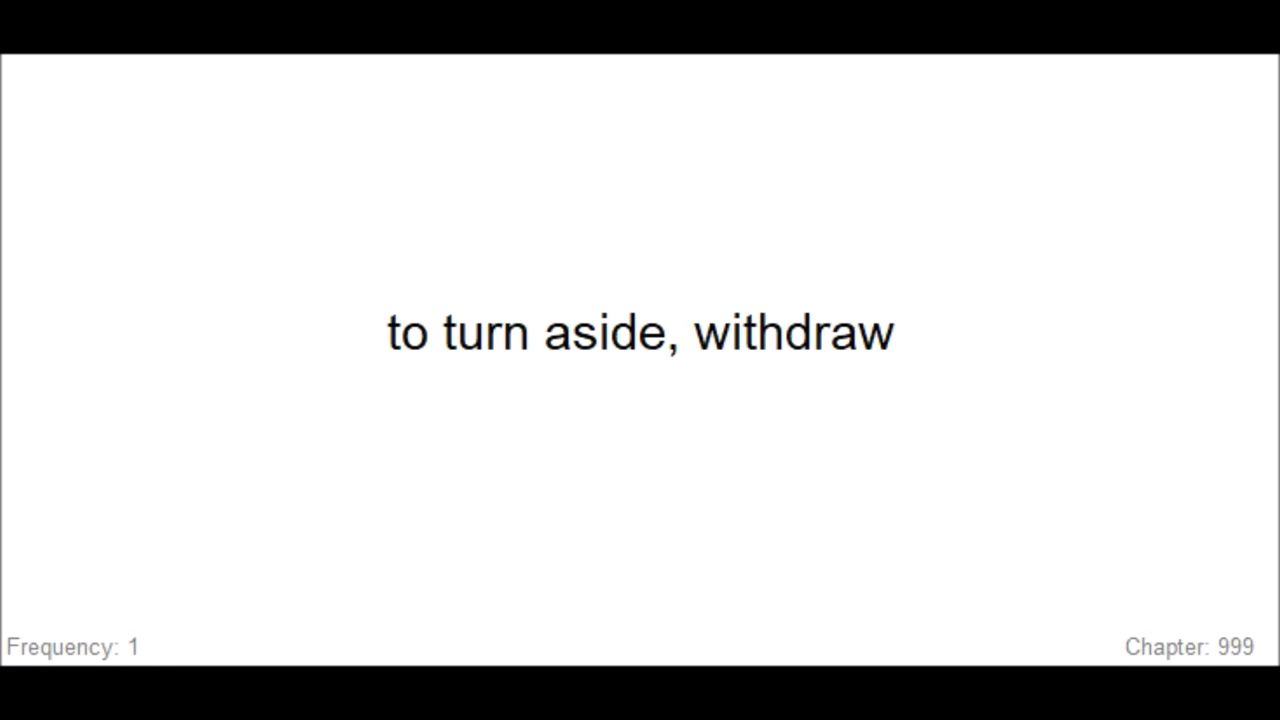 to turn aside, withdraw
Frequency: 1
Chapter: 999